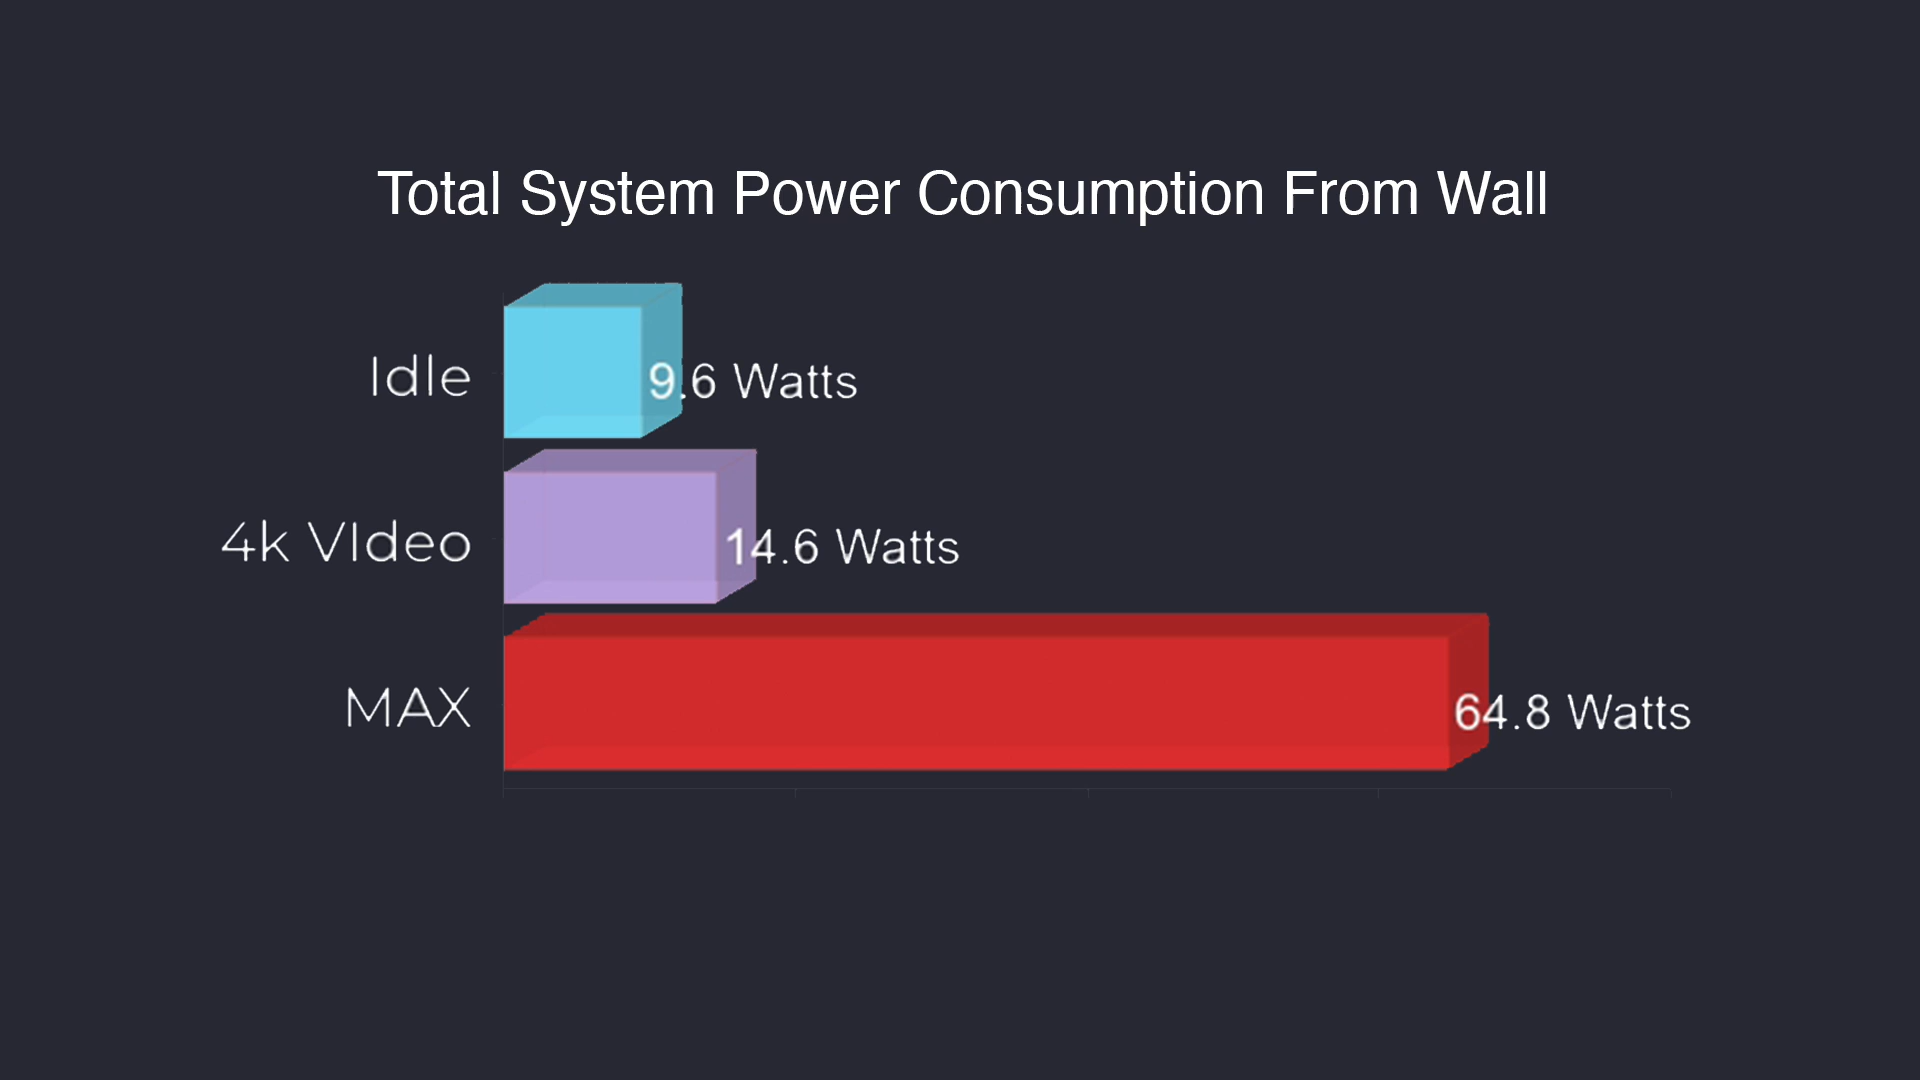 Total System Power Consumption From Wall
Idle
9.6 Watts
4k VIdeo
14.6 Watts
MAX
64.8 Watts